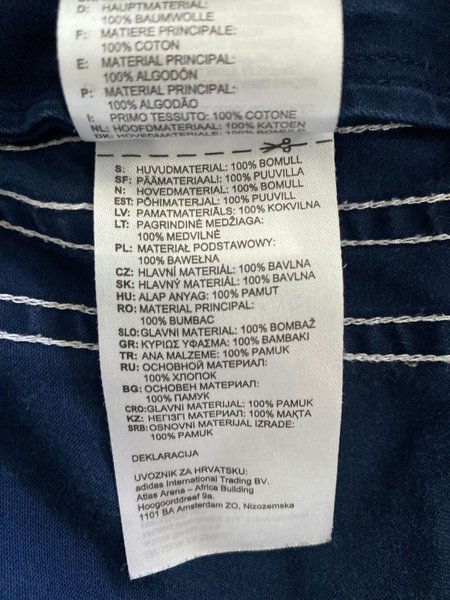 D: HAUPTMATERIAL:
100% BAUMWOLLE
F: MATIERE PRINCIPALE:
100% COTON
E: MATERIAL PRINCIPAL:
100% ALGODÓN
P: MATERIAL PRINCIPAL:
100% ALGODÃO
I: PRIMO TESSUTO: 100% COTONE
NL: HOOFDMATERIAAL: 100% KATOEN
DK: HOVEDMATERIALE: 100% BOMULD
S: HUVUDMATERIAL: 100% BOMULL
SF: PÄÄMATERIAALI: 100% PUUVILLA
N: HOVEDMATERIAL: 100% BOMULL
EST: PÕHIMATERJAL: 100% PUUVILL
LV: PAMATMATERIĀLS: 100% KOKVILNA
LT: PAGRINDINĖ MEDŽIAGA:
100% MEDVILNĖ
PL: MATERIAŁ PODSTAWOWY:
100% BAWEŁNA
CZ: HLAVNÍ MATERIÁL: 100% BAVLNA
SK: HLAVNÝ MATERIÁL: 100% BAVLNA
HU: ALAP ANYAG: 100% PAMUT
RO: MATERIAL PRINCIPAL:
100% BUMBAC
SLO: GLAVNI MATERIAL: 100% BOMBAŽ
GR: ΚΥΡΙΩΣ ΥΦΑΣΜΑ: 100% ΒΑΜΒΑΚΙ
TR: ANA MALZEME: 100% PAMUK
RU: ОСНОВНОЙ МАТЕРИАЛ:
100% ХЛОПОК
BG: ОСНОВЕН МАТЕРИАЛ:
100% ПАМУК
CRO: GLAVNI MATERIJAL: 100% PAMUK
KZ: НЕГІЗГІ МАТЕРИАЛ: 100% МАҚТА
SRB: OSNOVNI MATERIJAL IZRADE:
100% PAMUK
DEKLARACIJA
UVOZNIK ZA HRVATSKU:
adidas International Trading BV.
Atlas Arena – Africa Building
Hoogoorddreef 9a.
1101 BA Amsterdam ZO, Nizozemska